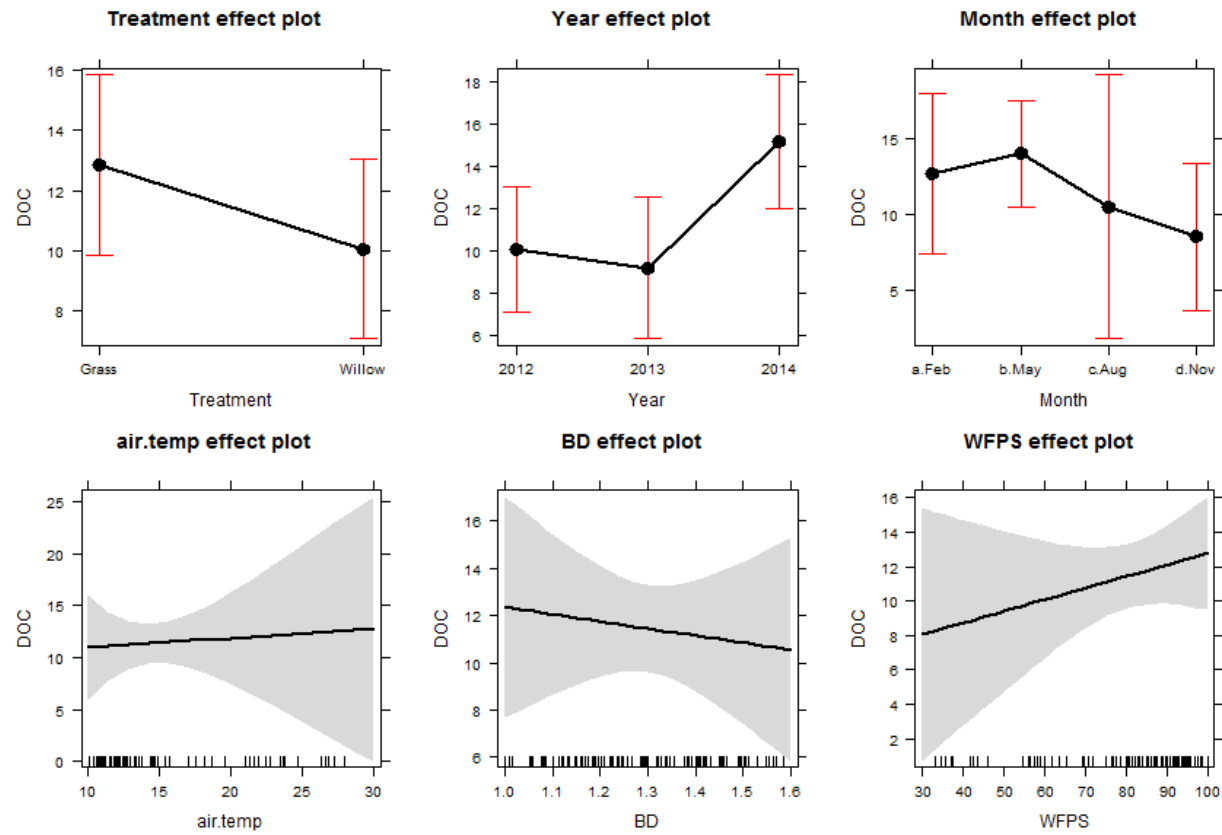 Treatment effect plot
16
14
12
10
8
DOC
Grass Willow
Treatment
Year effect plot
18
16
14
12
10
8
6
DOC
2012 2013 2014
Year
Month effect plot
15
10
5
DOC
a.Feb b.May c.Aug d.Nov
Month
air.temp effect plot
25
20
15
10
5
0
DOC
10 15 20 25 30
air.temp
BD effect plot
16
14
12
10
8
6
DOC
1.0 1.1 1.2 1.3 1.4 1.5 1.6
BD
WFPS effect plot
16
14
12
10
8
6
4
2
DOC
30 40 50 60 70 80 90 100
WFPS